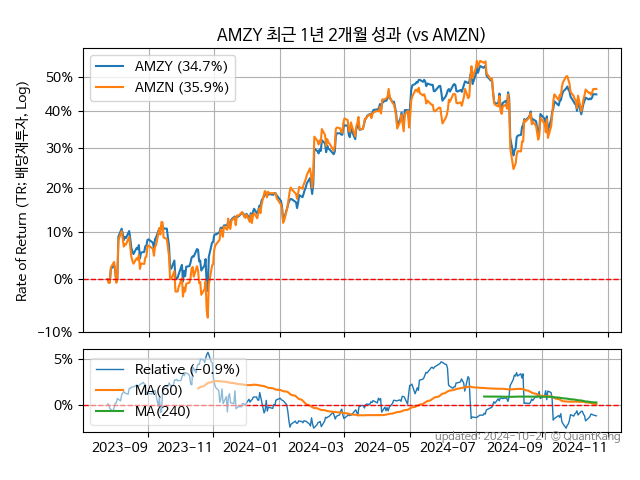 AMZY 최근 1년 2개월 성과 (vs AMZN)
Rate of Return (TR; 배당재투자, Log)
50%
40%
30%
20%
10%
0%
−10%
AMZY (34.7%)
AMZN (35.9%)
5%
0%
Relative (−0.9%)
MA(60)
MA(240)
2023-09
2023-11
2024-01
2024-03
2024-05
2024-07
2024-09
2024-11
updated: 2024-10-21 © QuantKang